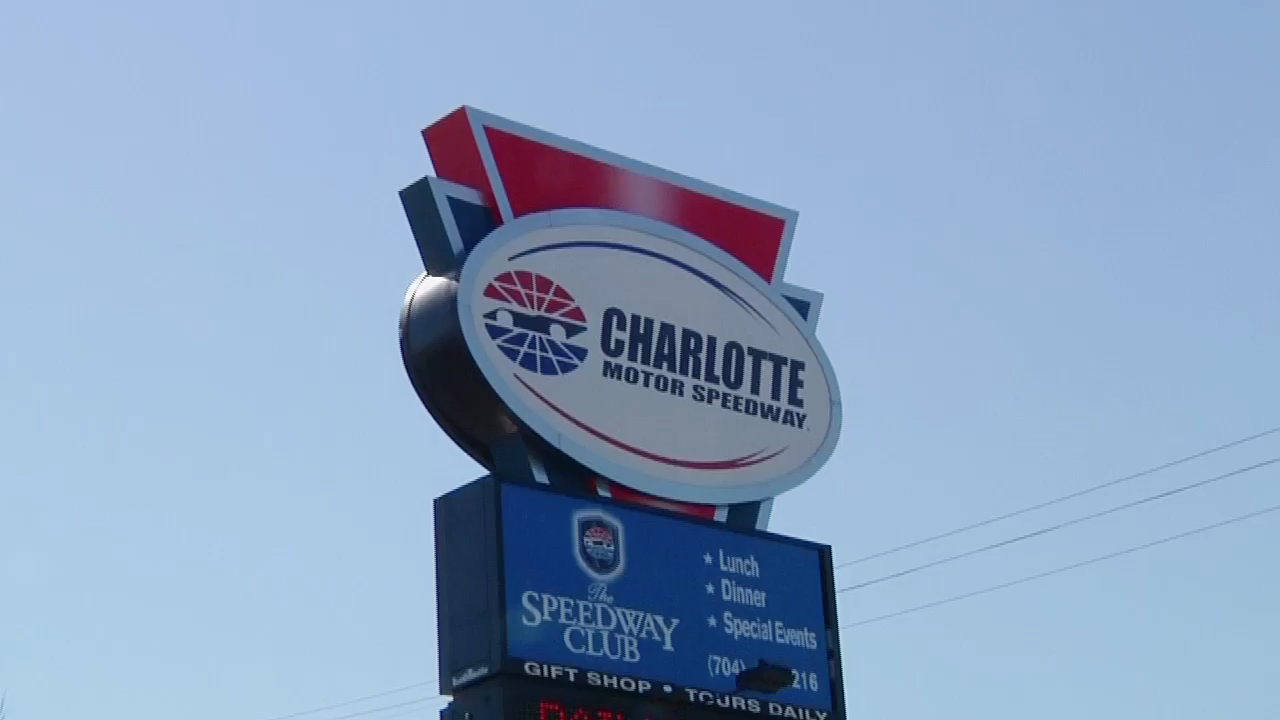 CHARLOTTE
MOTOR SPEEDWAY
The
SPEEDWAY
CLUB
* Lunch
* Dinner
* Special Events
(704) 216
GIFT SHOP • TOURS DAILY